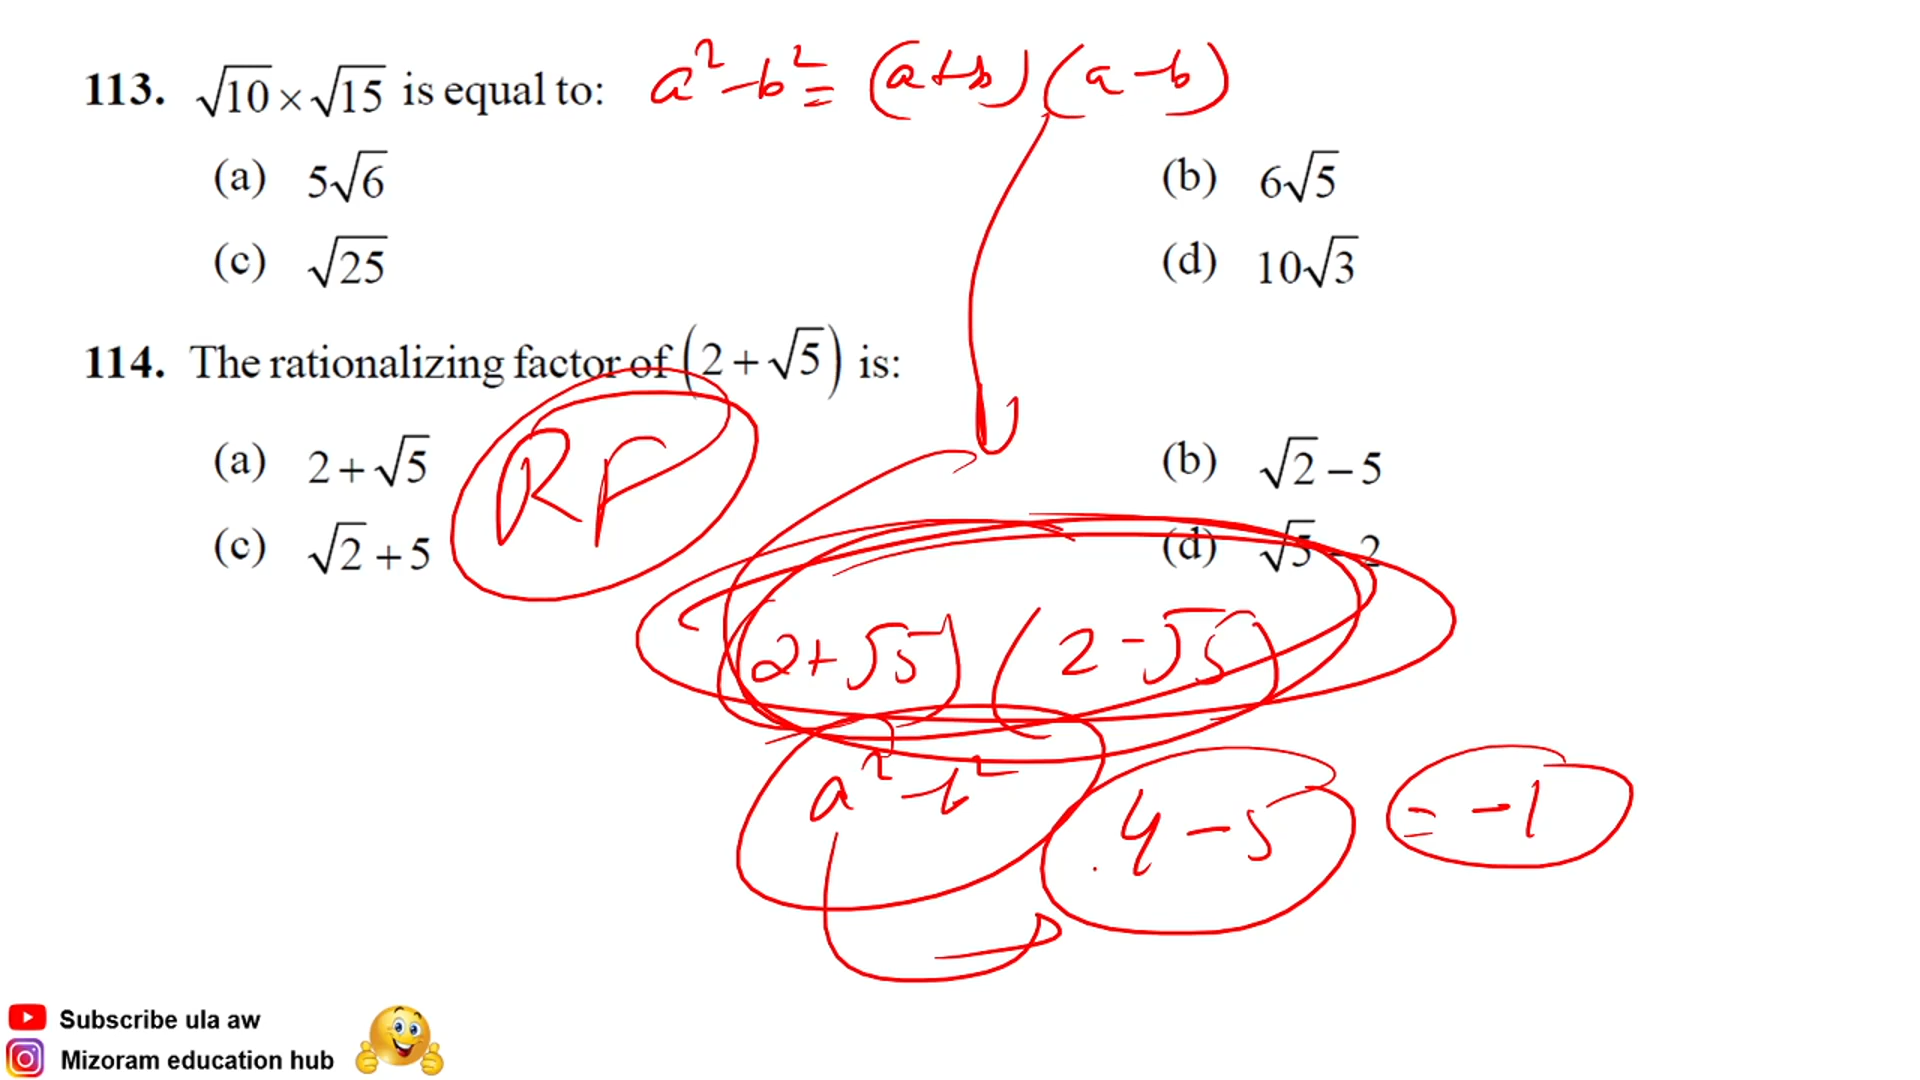 113. √10 × √15 is equal to: a² - b² = (a+b) (a-b)
(a) 5√6 (b) 6√5
(c) √25 (d) 10√3
114. The rationalizing factor of (2 + √5) is:
(a) 2 + √5 (b) √2 – 5
RF
(c) √2 + 5 (d) √5 – 2
2+√5) (2-√5)
a² - b² 4 - 5 = -1
Subscribe ula aw
Mizoram education hub